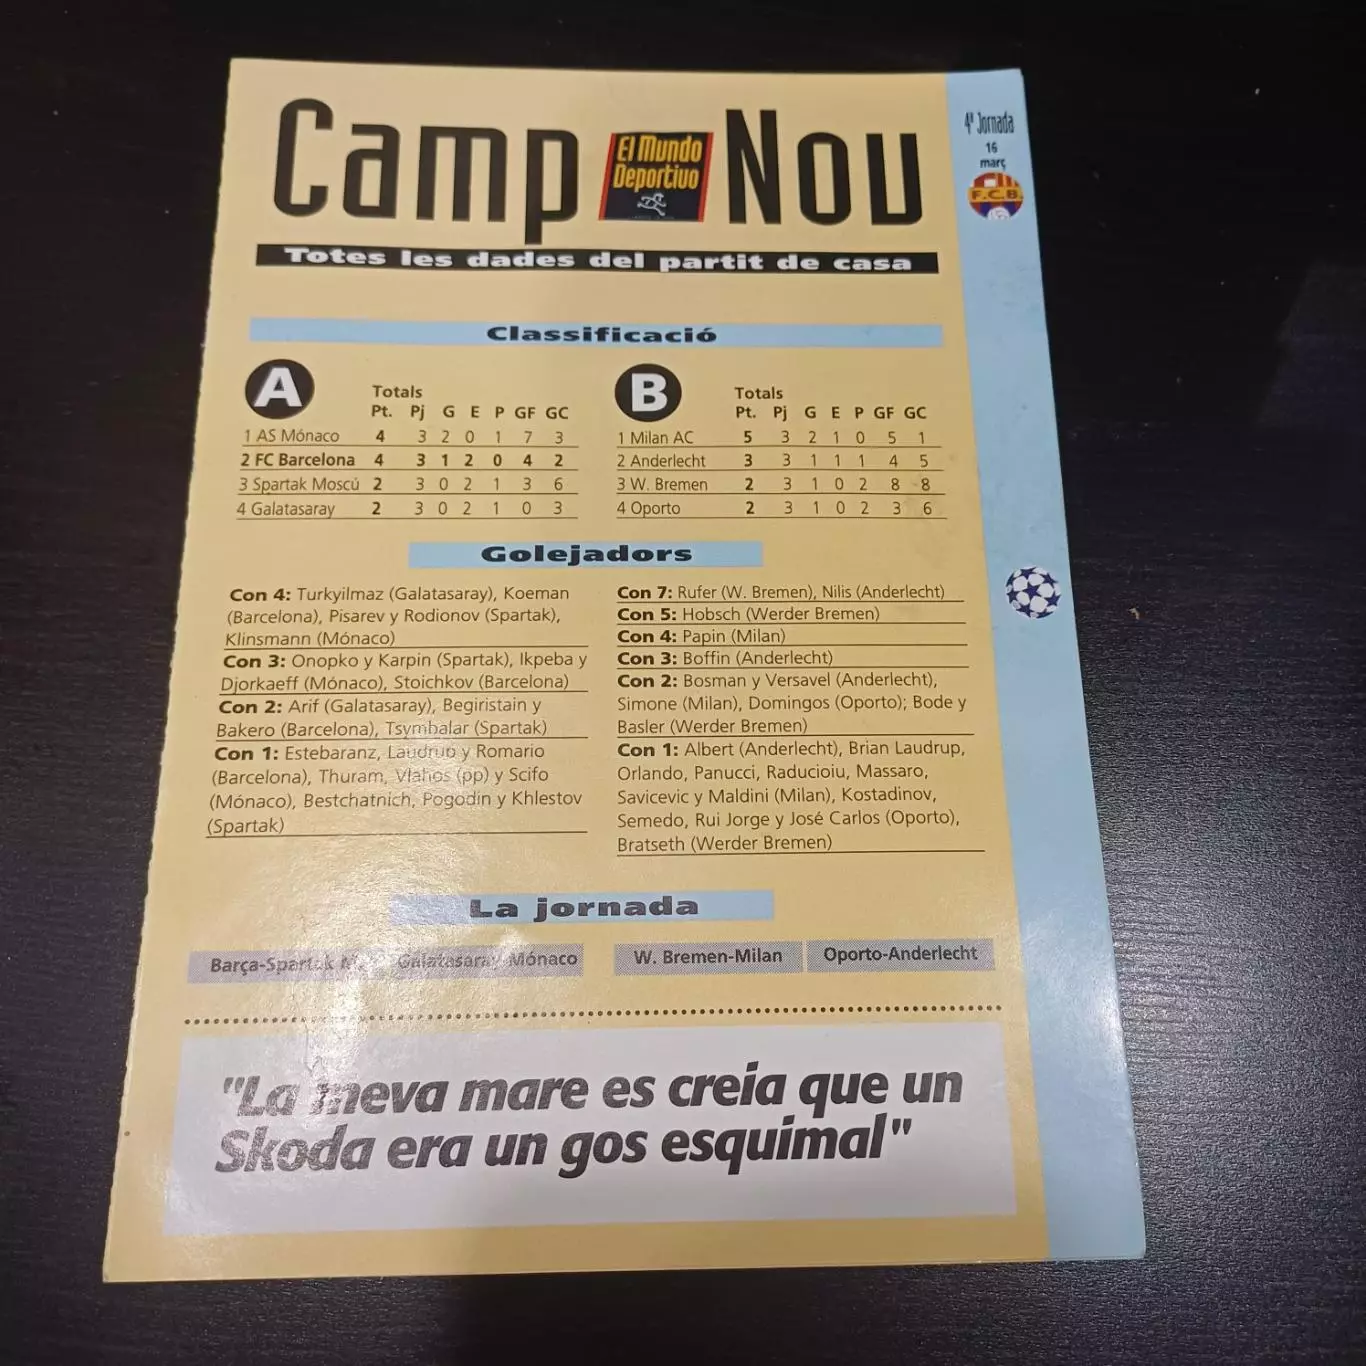 Camp El Mundo Deportivo Nou
Totes les dades del partit de casa
4ª Jornada
16
març
F.C.B.
Classificació
A
Totals
Pt. Pj G E P GF GC
1 AS Mónaco 4 3 2 0 1 7 3
2 FC Barcelona 4 3 1 2 0 4 2
3 Spartak Moscú 2 3 0 2 1 3 6
4 Galatasaray 2 3 0 2 1 0 3
B
Totals
Pt. Pj G E P GF GC
1 Milan AC 5 3 2 1 0 5 1
2 Anderlecht 3 3 1 1 1 4 5
3 W. Bremen 2 3 1 0 2 8 8
4 Oporto 2 3 1 0 2 3 6
Golejadors
Con 4: Turkyilmaz (Galatasaray), Koeman
(Barcelona), Pisarev y Rodionov (Spartak),
Klinsmann (Mónaco)
Con 3: Onopko y Karpin (Spartak), Ikpeba y
Djorkaeff (Mónaco), Stoichkov (Barcelona)
Con 2: Arif (Galatasaray), Begiristain y
Bakero (Barcelona), Tsymbalar (Spartak)
Con 1: Estebaranz, Laudrup y Romario
(Barcelona), Thuram, Vlahos (pp) y Scifo
(Mónaco), Bestchatnich, Pogodin y Khlestov
(Spartak)
Con 7: Rufer (W. Bremen), Nilis (Anderlecht)
Con 5: Hobsch (Werder Bremen)
Con 4: Papin (Milan)
Con 3: Boffin (Anderlecht)
Con 2: Bosman y Versavel (Anderlecht),
Simone (Milan), Domingos (Oporto); Bode y
Basler (Werder Bremen)
Con 1: Albert (Anderlecht), Brian Laudrup,
Orlando, Panucci, Raducioiu, Massaro,
Savicevic y Maldini (Milan), Kostadinov,
Semedo, Rui Jorge y José Carlos (Oporto),
Bratseth (Werder Bremen)
La jornada
Barça-Spartak Galatasaray-Mónaco W. Bremen-Milan Oporto-Anderlecht
"La meva mare es creia que un
Skoda era un gos esquimal"